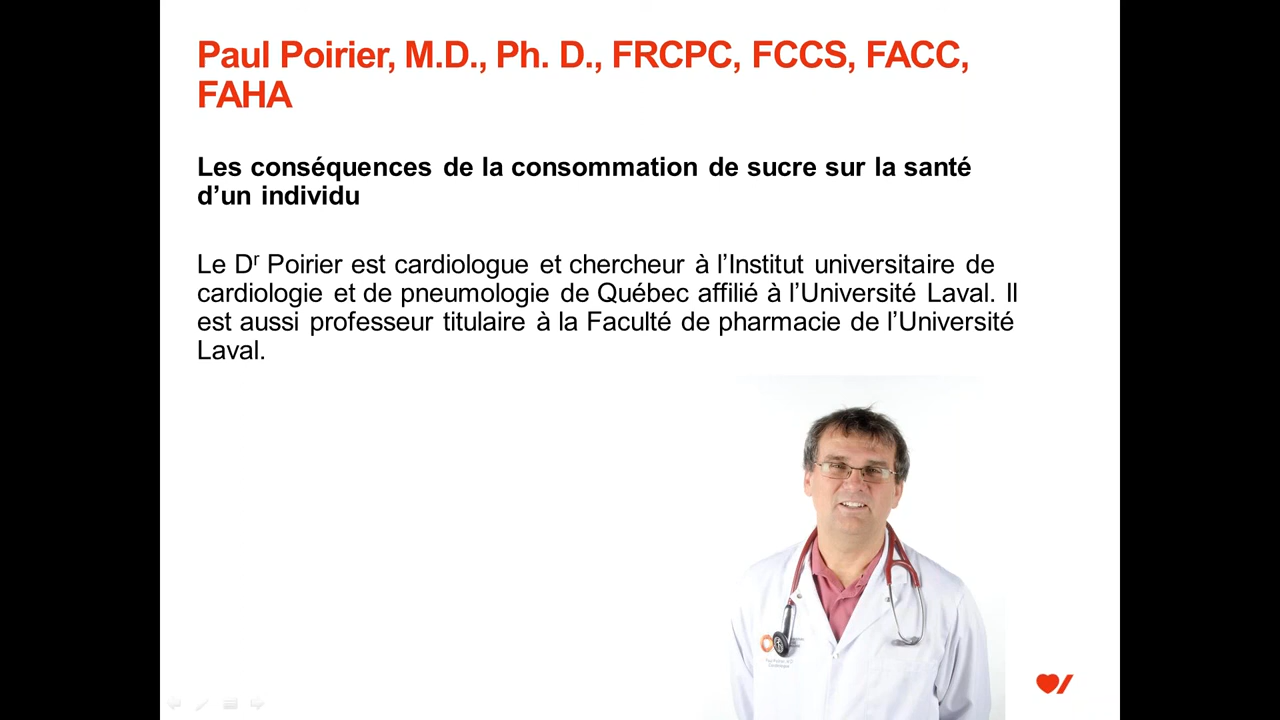 Paul Poirier, M.D., Ph. D., FRCPC, FCCS, FACC,
FAHA
Les conséquences de la consommation de sucre sur la santé
d’un individu
Le Dr Poirier est cardiologue et chercheur à l’Institut universitaire de
cardiologie et de pneumologie de Québec affilié à l’Université Laval. Il
est aussi professeur titulaire à la Faculté de pharmacie de l’Université
Laval.